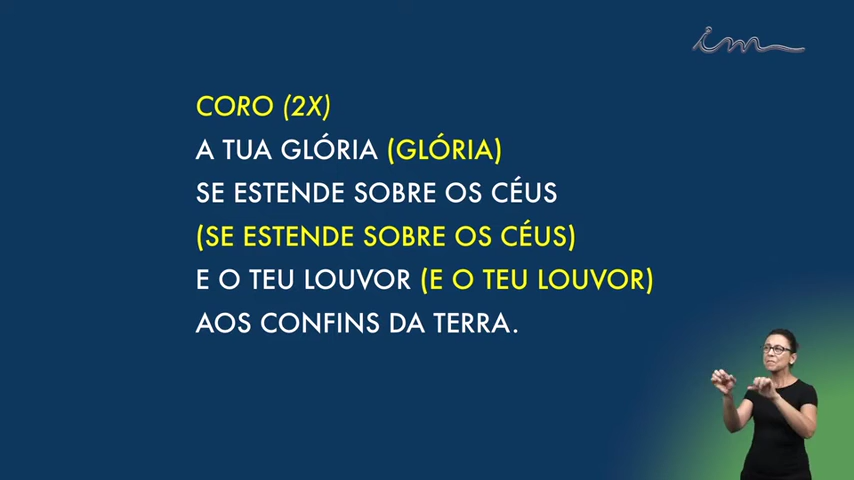 im
CORO (2X)
A TUA GLÓRIA (GLÓRIA)
SE ESTENDE SOBRE OS CÉUS
(SE ESTENDE SOBRE OS CÉUS)
E O TEU LOUVOR (E O TEU LOUVOR)
AOS CONFINS DA TERRA.